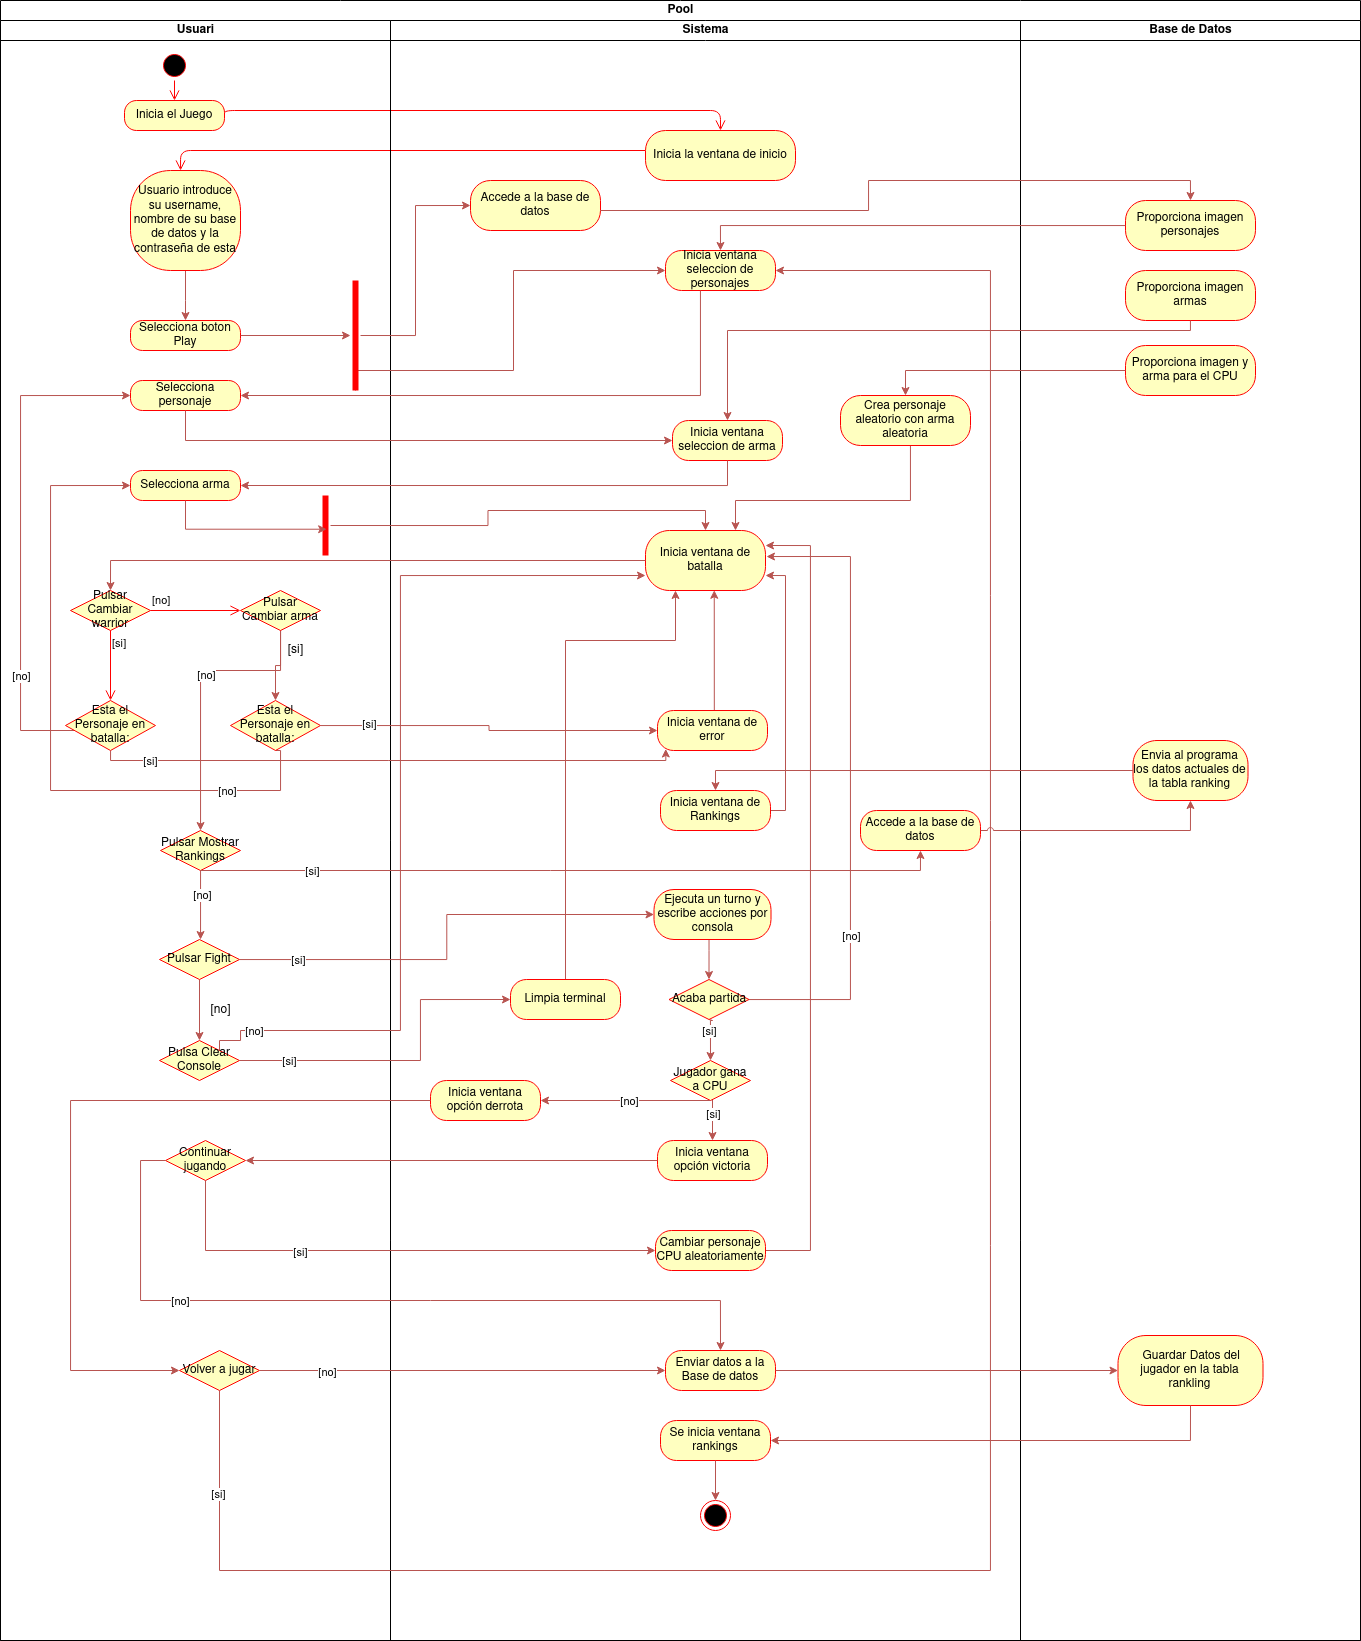 Pool
Usuari
Sistema
Base de Datos
Inicia el Juego
Inicia la ventana de inicio
Usuario introduce
su username,
nombre de su base
de datos y la
contraseña de esta
Accede a la base de
datos
Proporciona imagen
personajes
Inicia ventana
seleccion de
personajes
Proporciona imagen
armas
Selecciona boton
Play
Proporciona imagen y
arma para el CPU
Selecciona
personaje
Crea personaje
aleatorio con arma
aleatoria
Inicia ventana
seleccion de arma
Selecciona arma
Inicia ventana de
batalla
Pulsar
Cambiar
warrior
[no]
Pulsar
Cambiar arma
[si]
[si]
[no]
[no]
Esta el
Personaje en
batalla:
Esta el
Personaje en
batalla:
[si]
Inicia ventana de
error
[si]
[no]
Envia al programa
los datos actuales de
la tabla ranking
Inicia ventana de
Rankings
Accede a la base de
datos
Pulsar Mostrar
Rankings
[si]
[no]
Ejecuta un turno y
escribe acciones por
consola
[no]
Pulsar Fight
[si]
Limpia terminal
Acaba partida
[no]
[no]
[si]
Pulsa Clear
Console
[si]
Jugador gana
a CPU
Inicia ventana
opción derrota
[no]
[si]
Continuar
jugando
Inicia ventana
opción victoria
[si]
Cambiar personaje
CPU aleatoriamente
[no]
Volver a jugar
[no]
Enviar datos a la
Base de datos
Guardar Datos del
jugador en la tabla
rankling
Se inicia ventana
rankings
[si]